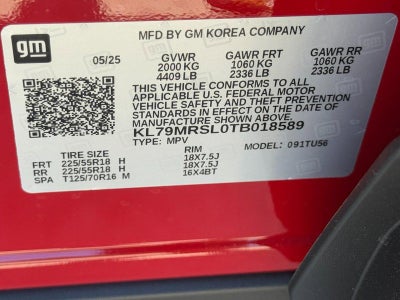 gm
MFD BY GM KOREA COMPANY
05/25 GVWR GAWR FRT GAWR RR
2000 KG 1060 KG 1060 KG
4409 LB 2336 LB 2336 LB
THIS VEHICLE CONFORMS TO ALL
APPLICABLE U.S. FEDERAL MOTOR
VEHICLE SAFETY AND THEFT PREVENTION
STANDARDS IN EFFECT ON THE DATE OF
MANUFACTURE SHOWN ABOVE.
KL79MRSL0TB018589
TYPE: MPV MODEL: 091TU56
TIRE SIZE RIM
FRT 225/55R18 H 18X7.5J
RR 225/55R18 H 18X7.5J
SPA T125/70R16 M 16X4BT